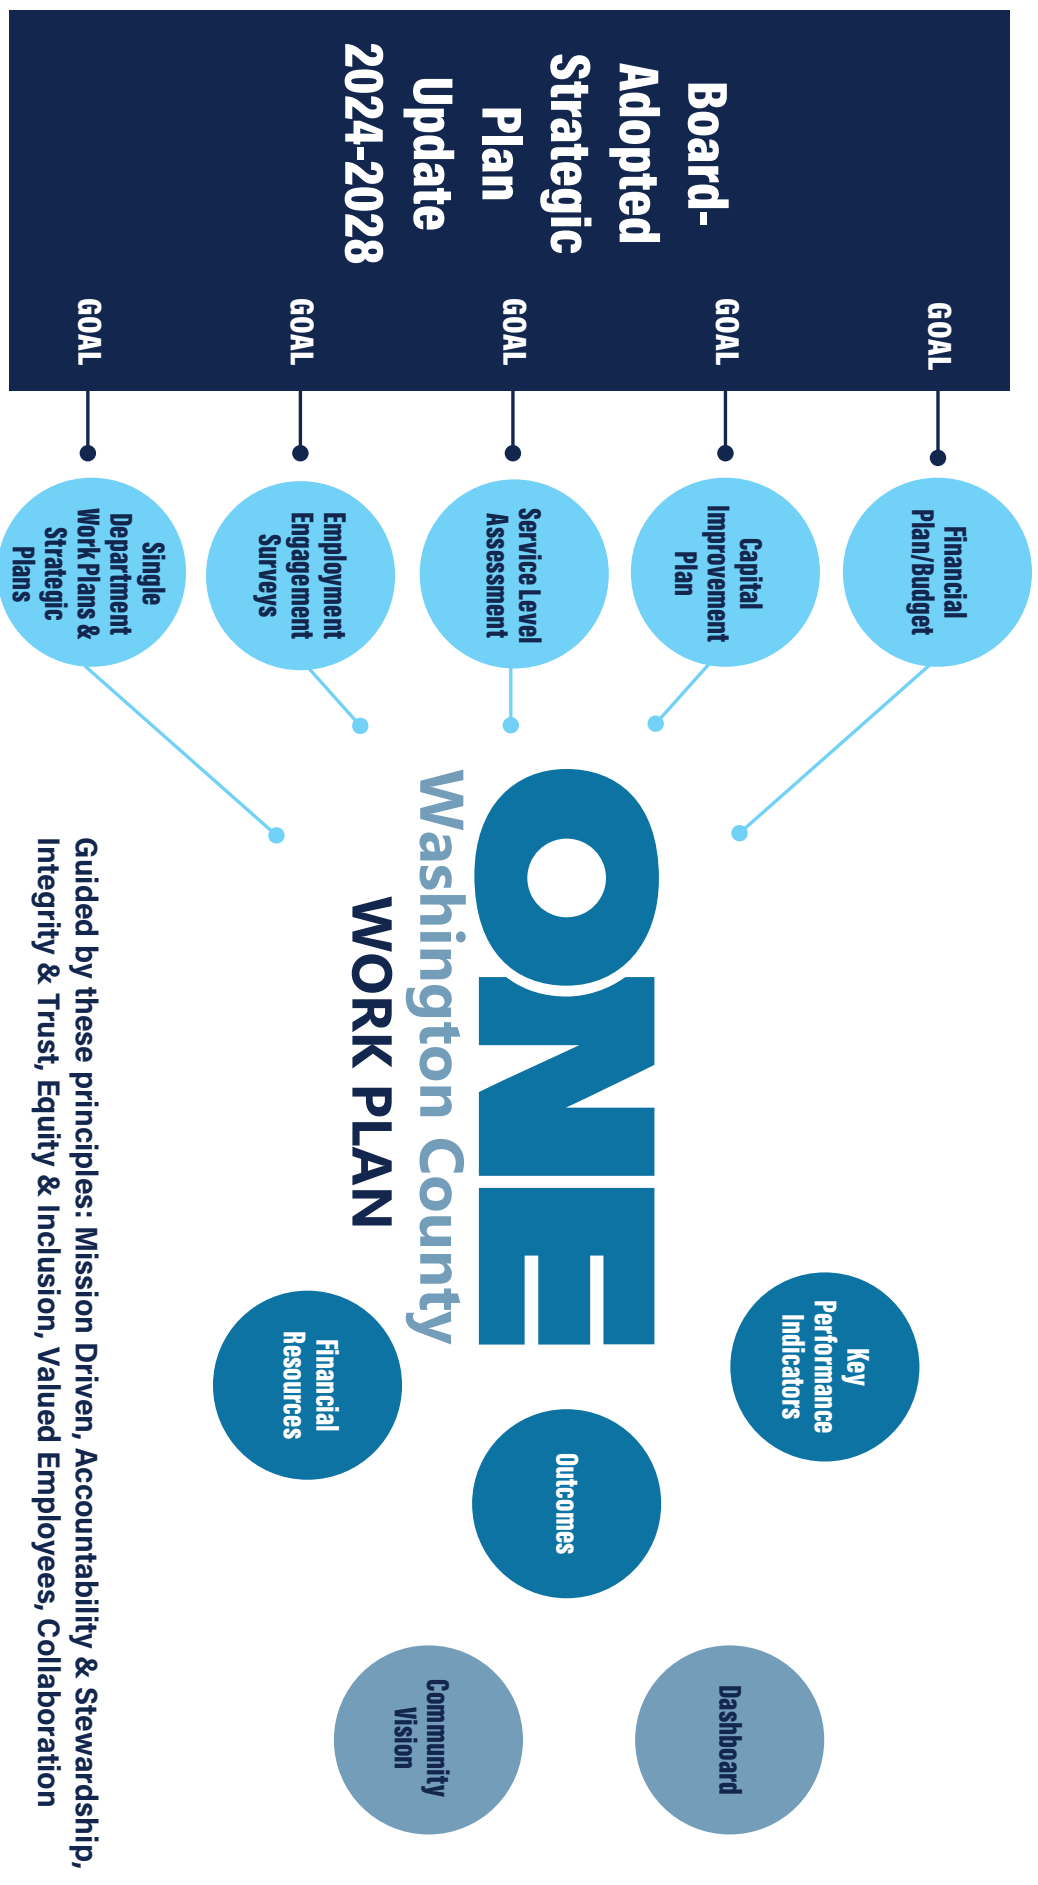 Board-
Adopted
Strategic
Plan
Update
2024-2028
GOAL
GOAL
GOAL
GOAL
GOAL
Financial
Plan/Budget
Capital
Improvement
Plan
Service Level
Assessment
Employment
Engagement
Surveys
Single
Department
Work Plans &
Strategic
Plans
ONE
Washington County
WORK PLAN
Key
Performance
Indicators
Outcomes
Financial
Resources
Dashboard
Community
Vision
Guided by these principles: Mission Driven, Accountability & Stewardship,
Integrity & Trust, Equity & Inclusion, Valued Employees, Collaboration